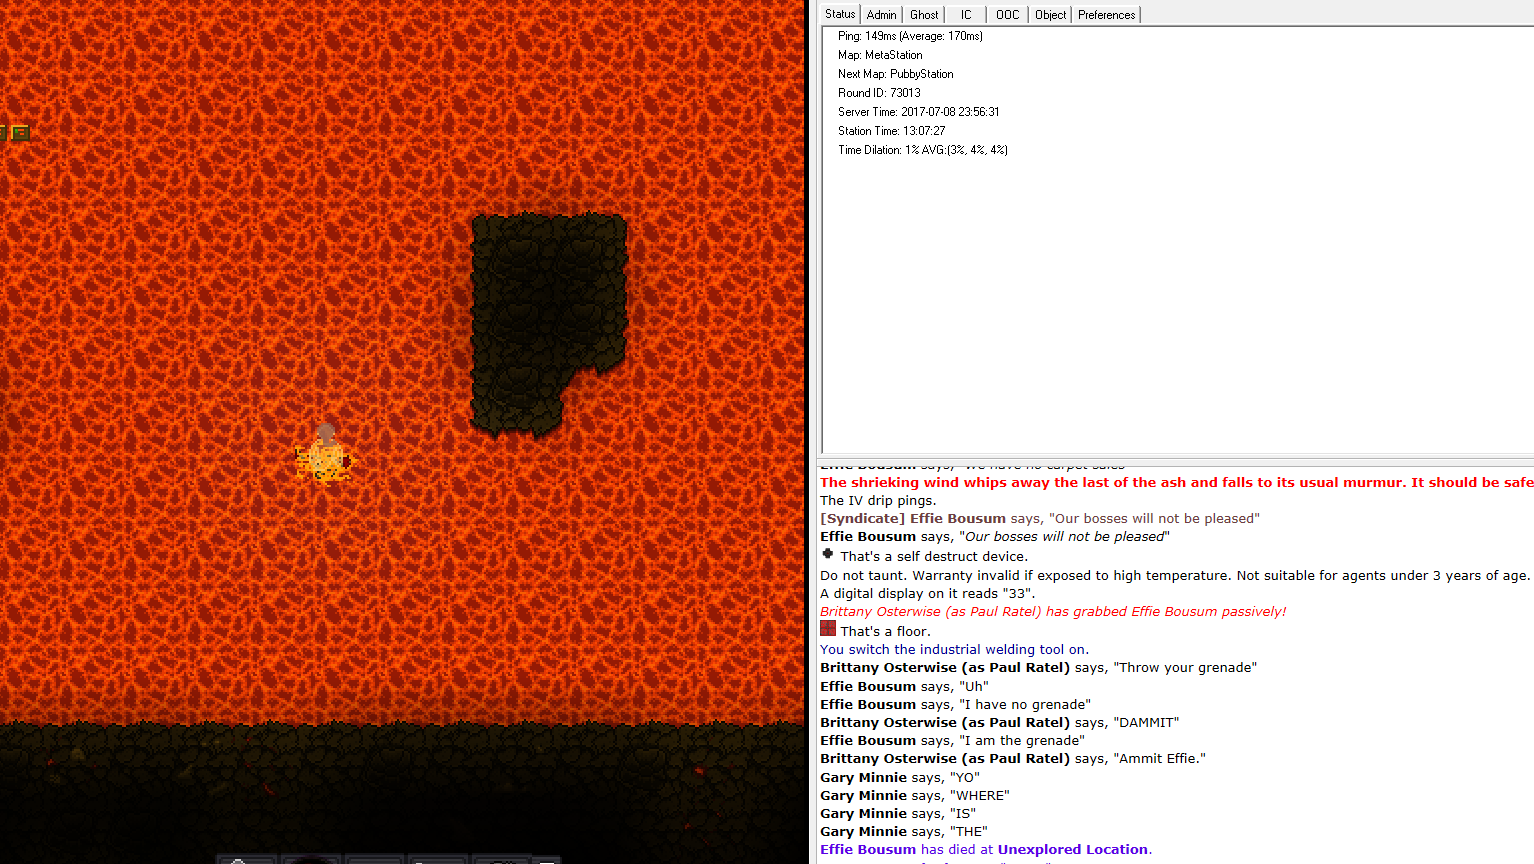 Status Admin Ghost IC OOC Object Preferences
Ping: 149ms (Average: 170ms)
Map: MetaStation
Next Map: PubbyStation
Round ID: 73013
Server Time: 2017-07-08 23:56:31
Station Time: 13:07:27
Time Dilation: 1% AVG:(3%, 4%, 4%)
Effie Bousum says, "We have no carpet sales"
The shrieking wind whips away the last of the ash and falls to its usual murmur. It should be safe
The IV drip pings.
[Syndicate] Effie Bousum says, "Our bosses will not be pleased"
Effie Bousum says, "Our bosses will not be pleased"
That's a self destruct device.
Do not taunt. Warranty invalid if exposed to high temperature. Not suitable for agents under 3 years of age.
A digital display on it reads "33".
Brittany Osterwise (as Paul Ratel) has grabbed Effie Bousum passively!
That's a floor.
You switch the industrial welding tool on.
Brittany Osterwise (as Paul Ratel) says, "Throw your grenade"
Effie Bousum says, "Uh"
Effie Bousum says, "I have no grenade"
Brittany Osterwise (as Paul Ratel) says, "DAMMIT"
Effie Bousum says, "I am the grenade"
Brittany Osterwise (as Paul Ratel) says, "Ammit Effie."
Gary Minnie says, "YO"
Gary Minnie says, "WHERE"
Gary Minnie says, "IS"
Gary Minnie says, "THE"
Effie Bousum has died at Unexplored Location.